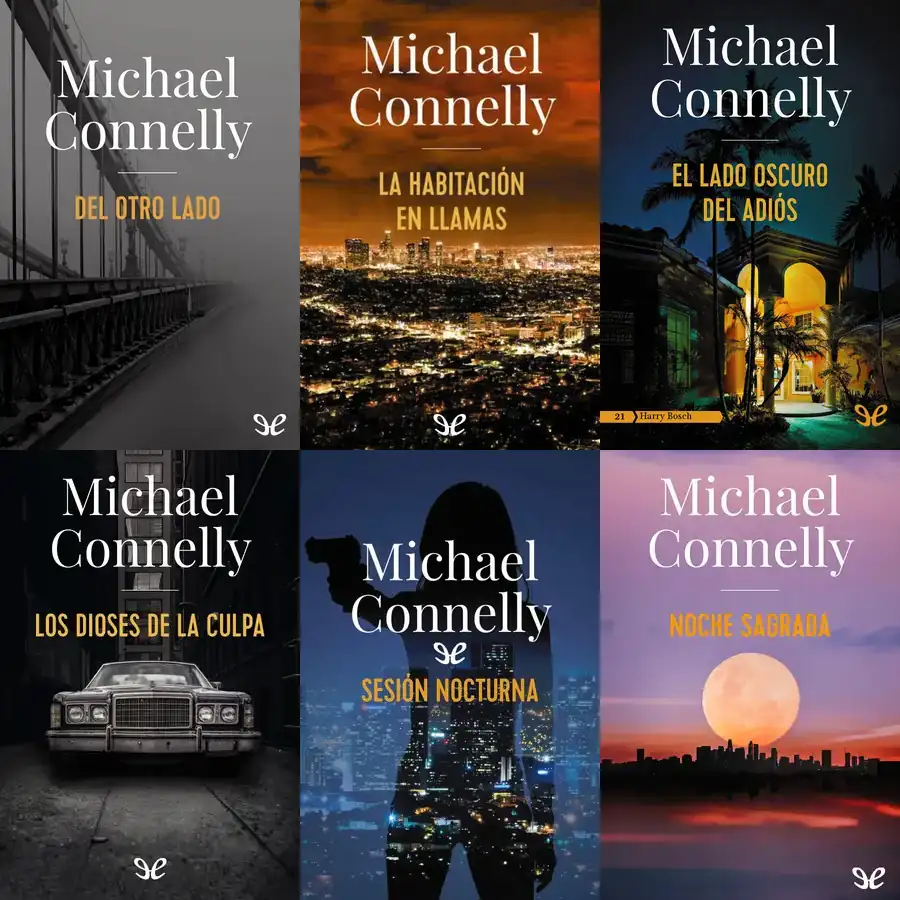 Michael
Connelly
DEL OTRO LADO
Michael
Connelly
LA HABITACIÓN
EN LLAMAS
Michael
Connelly
EL LADO OSCURO
DEL ADIÓS
21 Harry Bosch
Michael
Connelly
LOS DIOSES DE LA CULPA
Michael
Connelly
SESIÓN NOCTURNA
Michael
Connelly
NOCHE SAGRADA